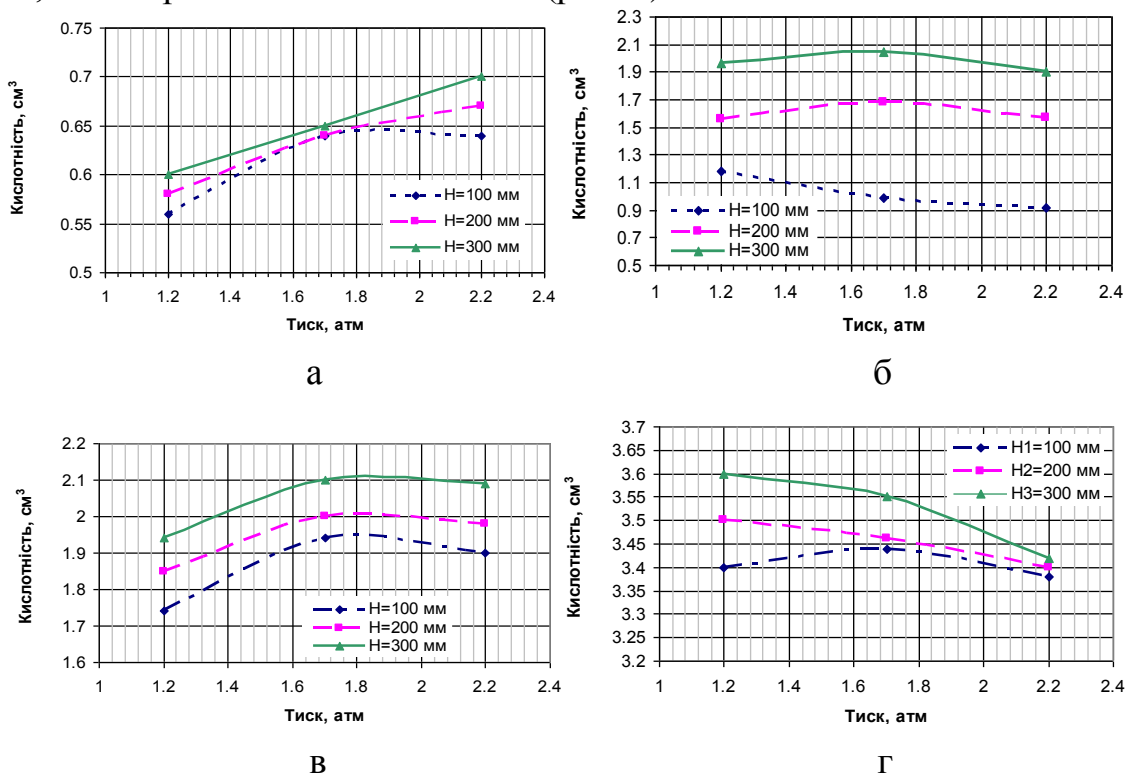 Кислотність, см³
0.75
0.7
0.65
0.6
0.55
0.5
1 1.2 1.4 1.6 1.8 2 2.2 2.4
Тиск, атм
H=100 мм
H=200 мм
H=300 мм
а
Кислотність, см³
2.3
2.1
1.9
1.7
1.5
1.3
1.1
0.9
0.7
0.5
1 1.2 1.4 1.6 1.8 2 2.2 2.4
Тиск, атм
H=100 мм
H=200 мм
H=300 мм
б
Кислотність, см³
2.2
2.1
2
1.9
1.8
1.7
1.6
1 1.2 1.4 1.6 1.8 2 2.2 2.4
Тиск, атм
H=100 мм
H=200 мм
H=300 мм
в
Кислотність, см³
3.7
3.65
3.6
3.55
3.5
3.45
3.4
3.35
3.3
3.25
3.2
1 1.2 1.4 1.6 1.8 2 2.2 2.4
Тиск, атм
H1=100 мм
H2=200 мм
H3=300 мм
г